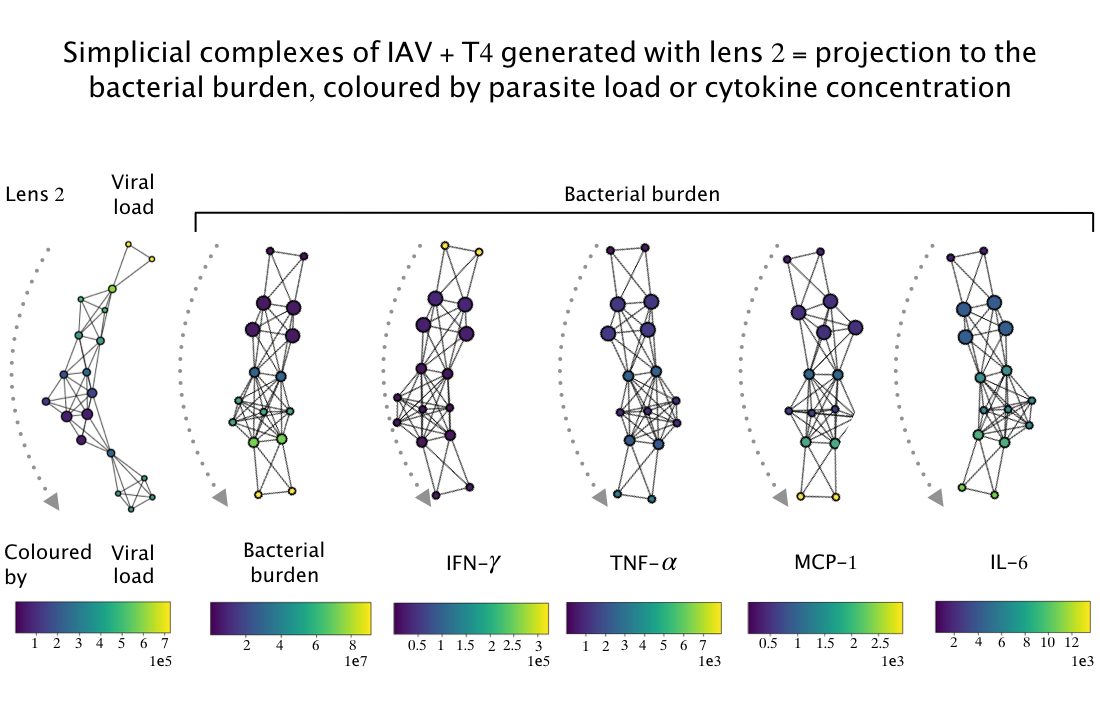 Simplicial complexes of IAV + T4 generated with lens 2 = projection to the
bacterial burden, coloured by parasite load or cytokine concentration
Lens 2
Viral
load
Bacterial burden
Coloured
by
Viral
load
Bacterial
burden
IFN-γ
TNF-α
MCP-1
IL-6
1 2 3 4 5 6 7
1e5
2 4 6 8
1e7
0.5 1 1.5 2 2.5 3
1e5
1 2 3 4 5 6 7
1e3
0.5 1 1.5 2 2.5
1e3
2 4 6 8 10 12
1e3